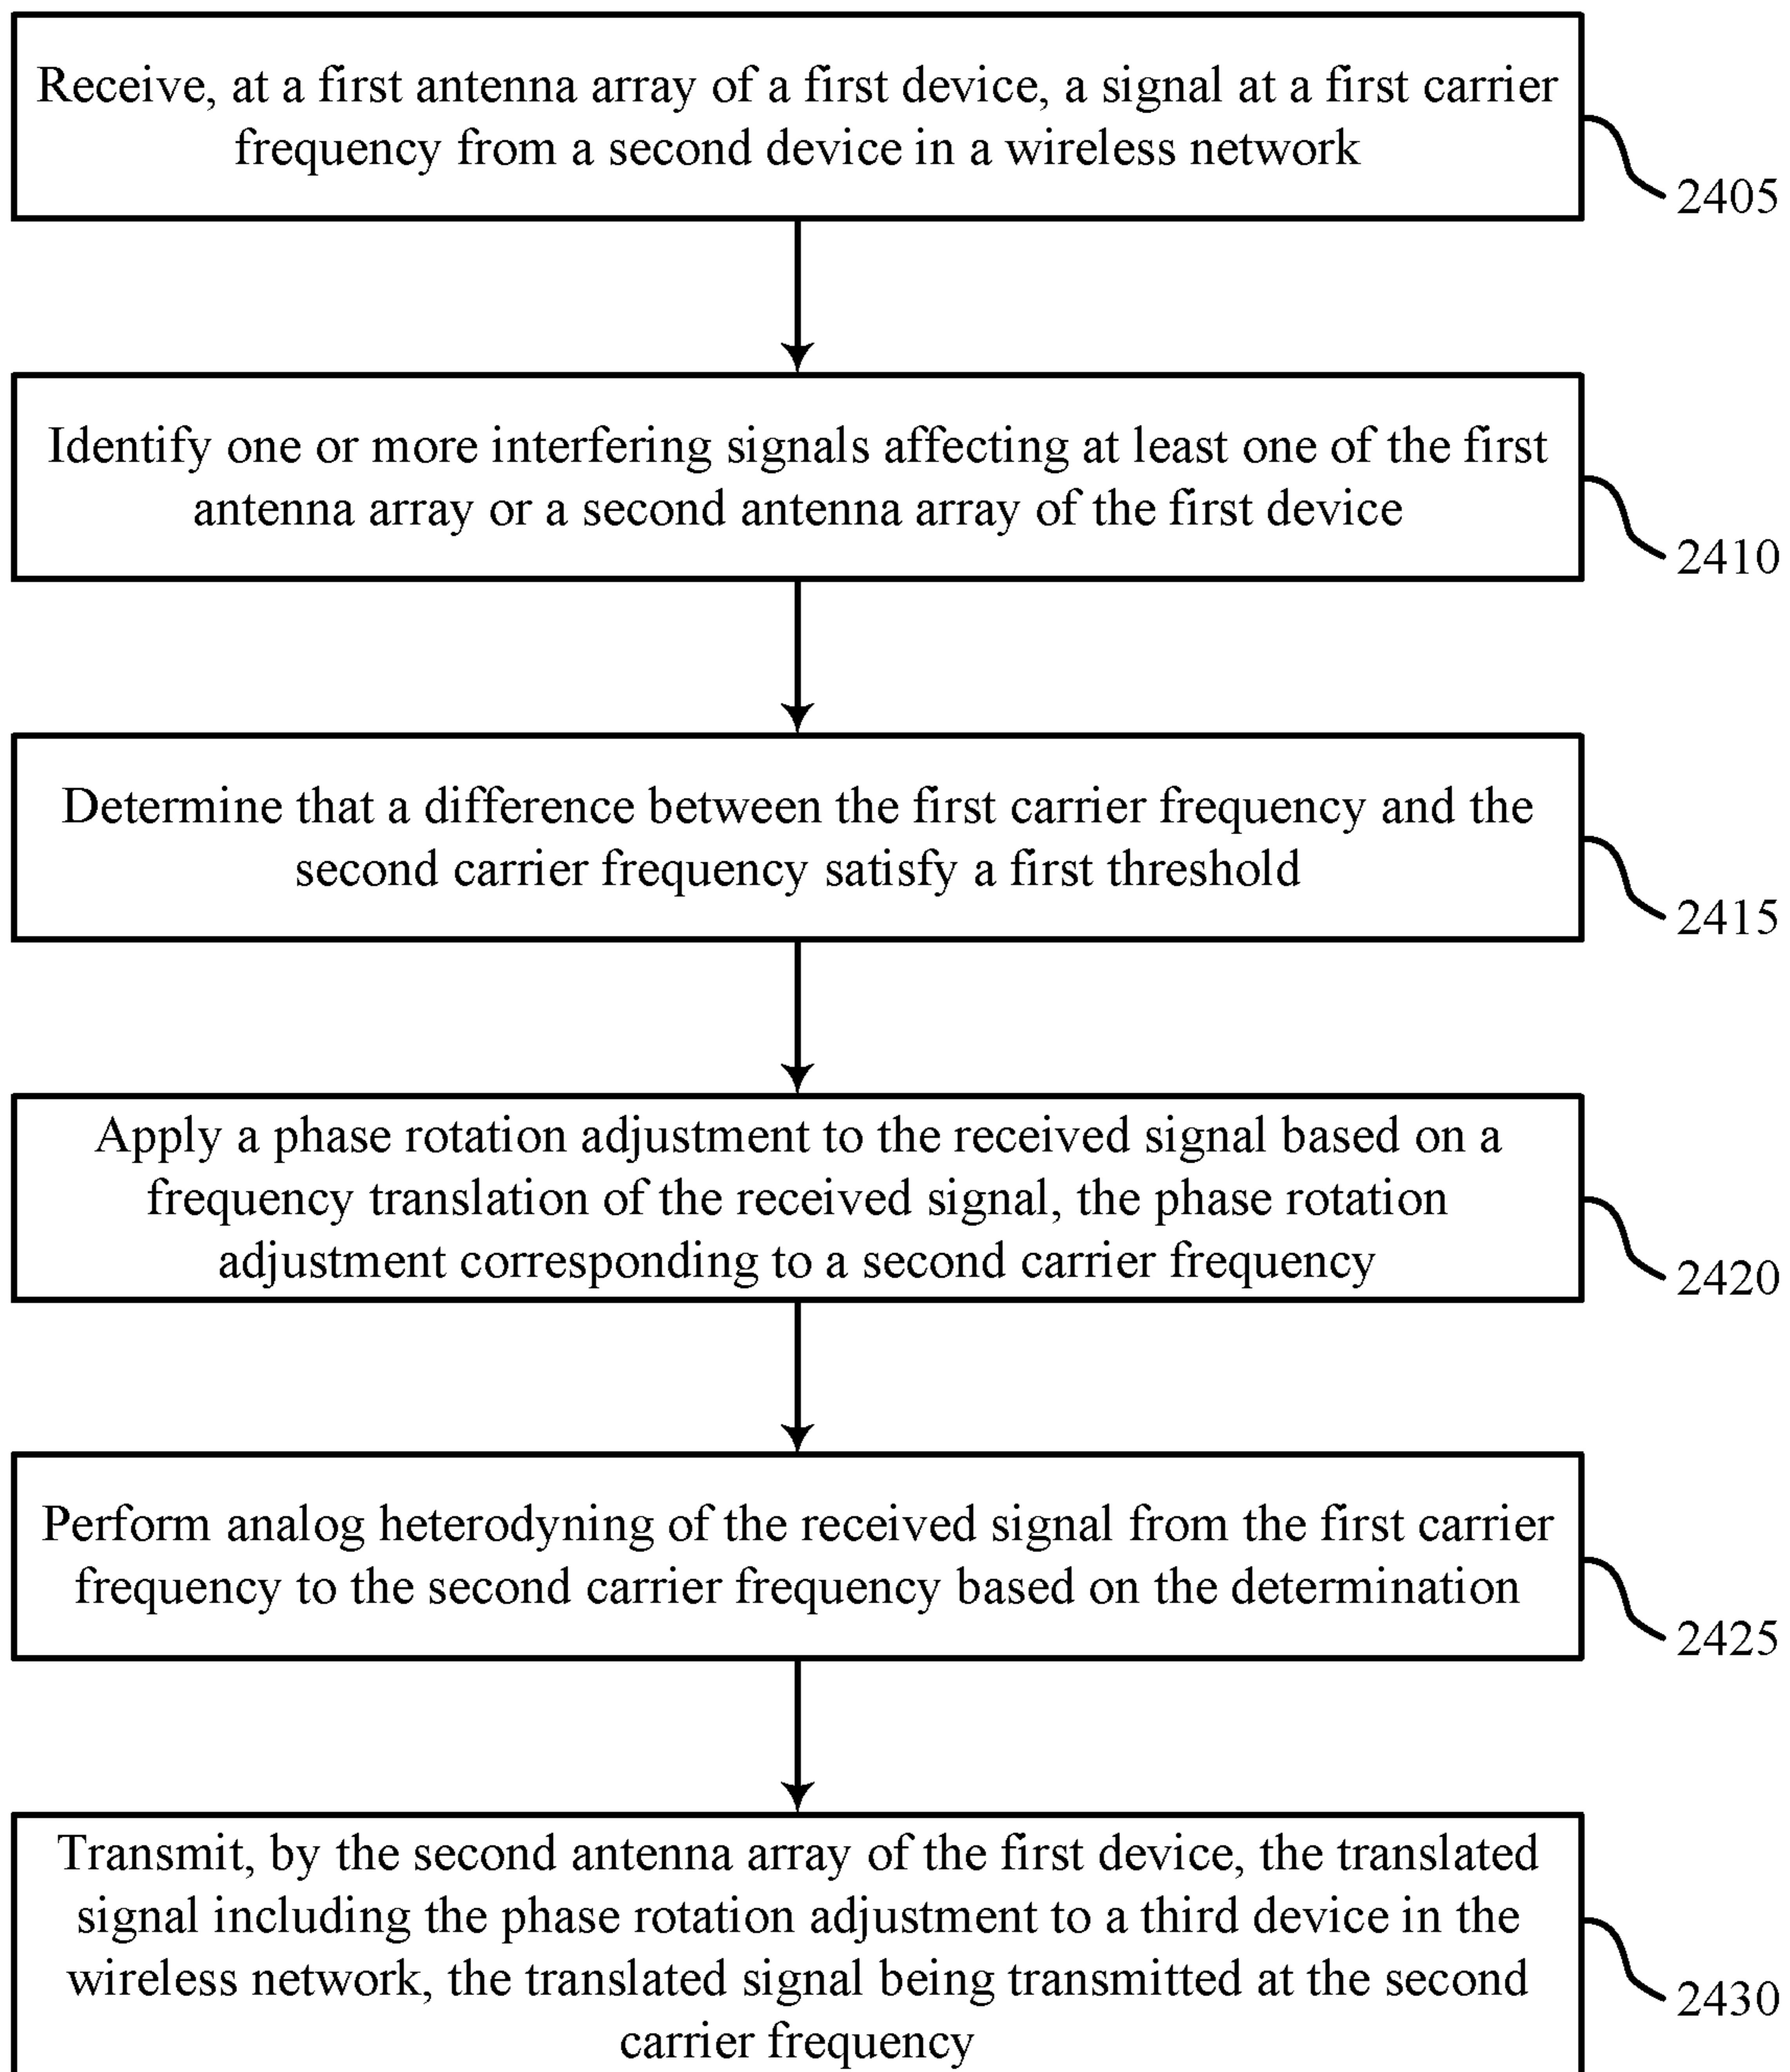 Receive, at a first antenna array of a first device, a signal at a first carrier
frequency from a second device in a wireless network
2405
Identify one or more interfering signals affecting at least one of the first
antenna array or a second antenna array of the first device
2410
Determine that a difference between the first carrier frequency and the
second carrier frequency satisfy a first threshold
2415
Apply a phase rotation adjustment to the received signal based on a
frequency translation of the received signal, the phase rotation
adjustment corresponding to a second carrier frequency
2420
Perform analog heterodyning of the received signal from the first carrier
frequency to the second carrier frequency based on the determination
2425
Transmit, by the second antenna array of the first device, the translated
signal including the phase rotation adjustment to a third device in the
wireless network, the translated signal being transmitted at the second
carrier frequency
2430